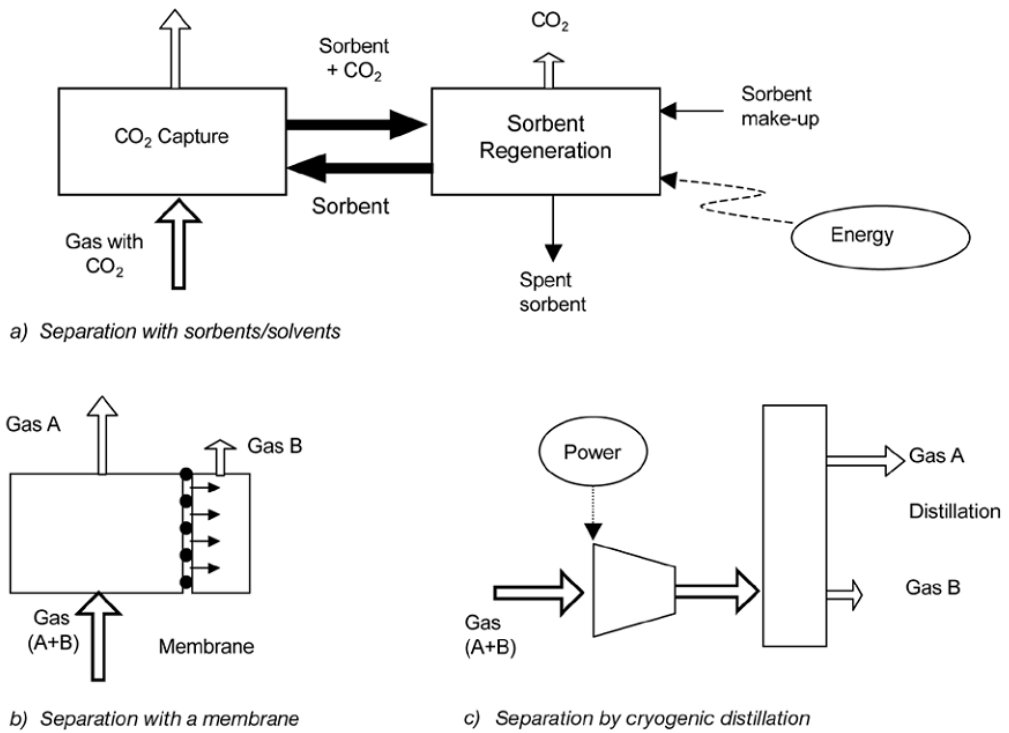 CO₂
Sorbent
+ CO₂
CO₂ Capture
Sorbent
Regeneration
Sorbent
make-up
Sorbent
Gas with
CO₂
Energy
Spent
sorbent
a) Separation with sorbents/solvents
Gas A
Gas B
Gas
(A+B)
Membrane
b) Separation with a membrane
Power
Gas A
Distillation
Gas B
Gas
(A+B)
c) Separation by cryogenic distillation